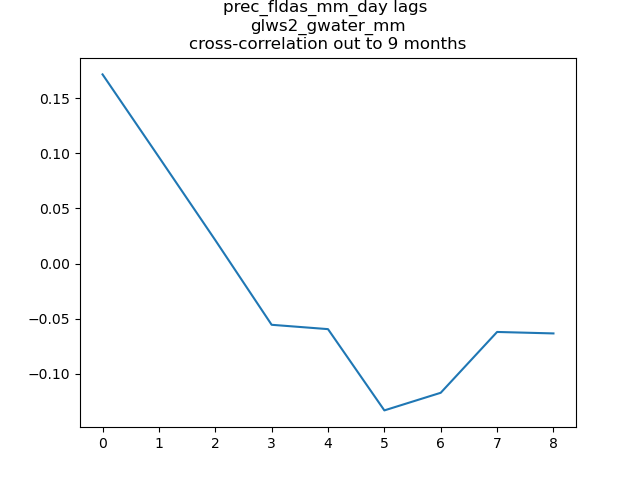 prec_fldas_mm_day lags
glws2_gwater_mm
cross-correlation out to 9 months
0.15
0.10
0.05
0.00
−0.05
−0.10
0 1 2 3 4 5 6 7 8